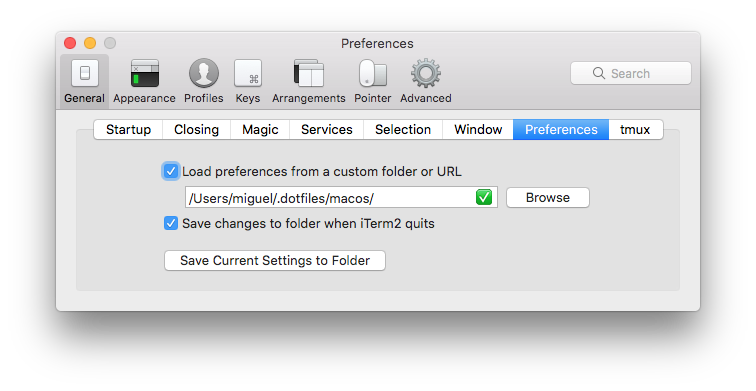 Preferences
General Appearance Profiles Keys Arrangements Pointer Advanced
Search
Startup Closing Magic Services Selection Window Preferences tmux
Load preferences from a custom folder or URL
/Users/miguel/.dotfiles/macos/ Browse
Save changes to folder when iTerm2 quits
Save Current Settings to Folder